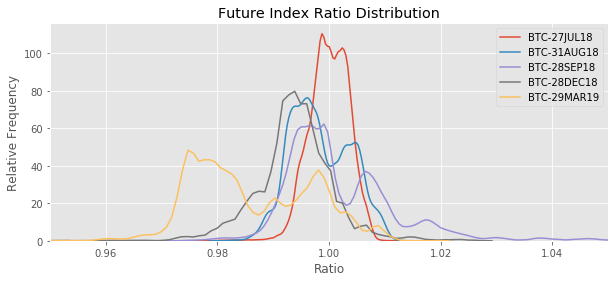 Future Index Ratio Distribution
Relative Frequency
100
80
60
40
20
0
BTC-27JUL18
BTC-31AUG18
BTC-28SEP18
BTC-28DEC18
BTC-29MAR19
0.96
0.98
1.00
1.02
1.04
Ratio